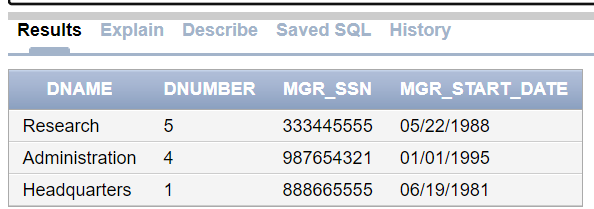 Results Explain Describe Saved SQL History
DNAME DNUMBER MGR_SSN MGR_START_DATE
Research 5 333445555 05/22/1988
Administration 4 987654321 01/01/1995
Headquarters 1 888665555 06/19/1981